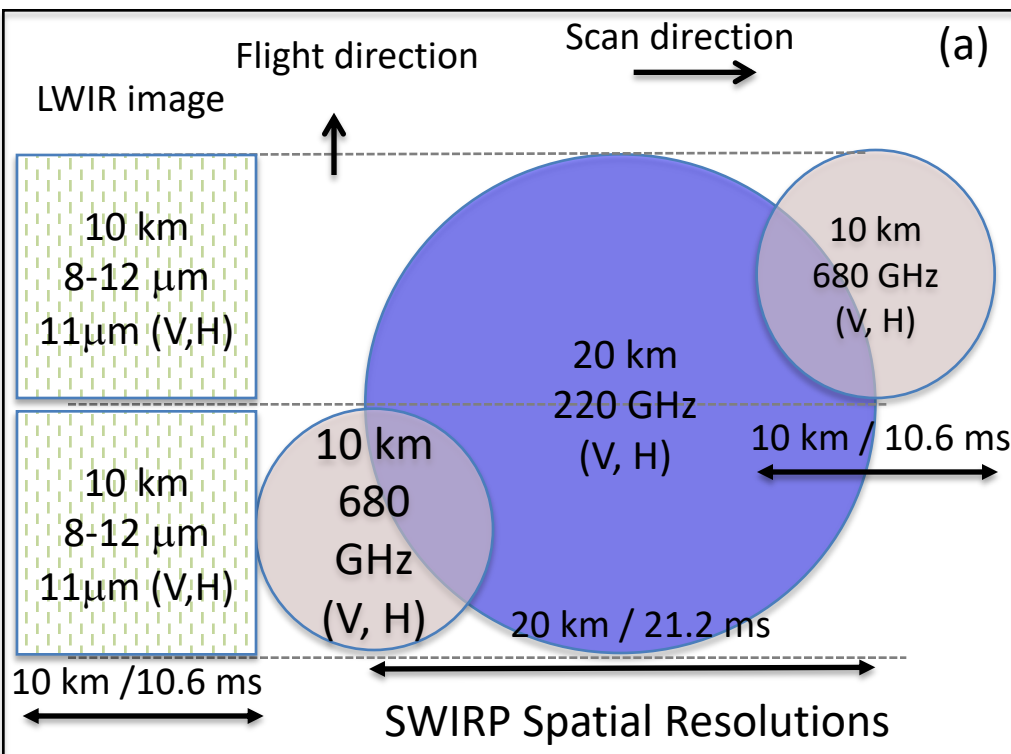 (a)
Scan direction
Flight direction
LWIR image
10 km
8-12 μm
11μm (V,H)
10 km
680 GHz
(V, H)
20 km
220 GHz
(V, H)
10 km / 10.6 ms
10 km
8-12 μm
11μm (V,H)
10 km
680
GHz
(V, H)
20 km / 21.2 ms
10 km /10.6 ms
SWIRP Spatial Resolutions